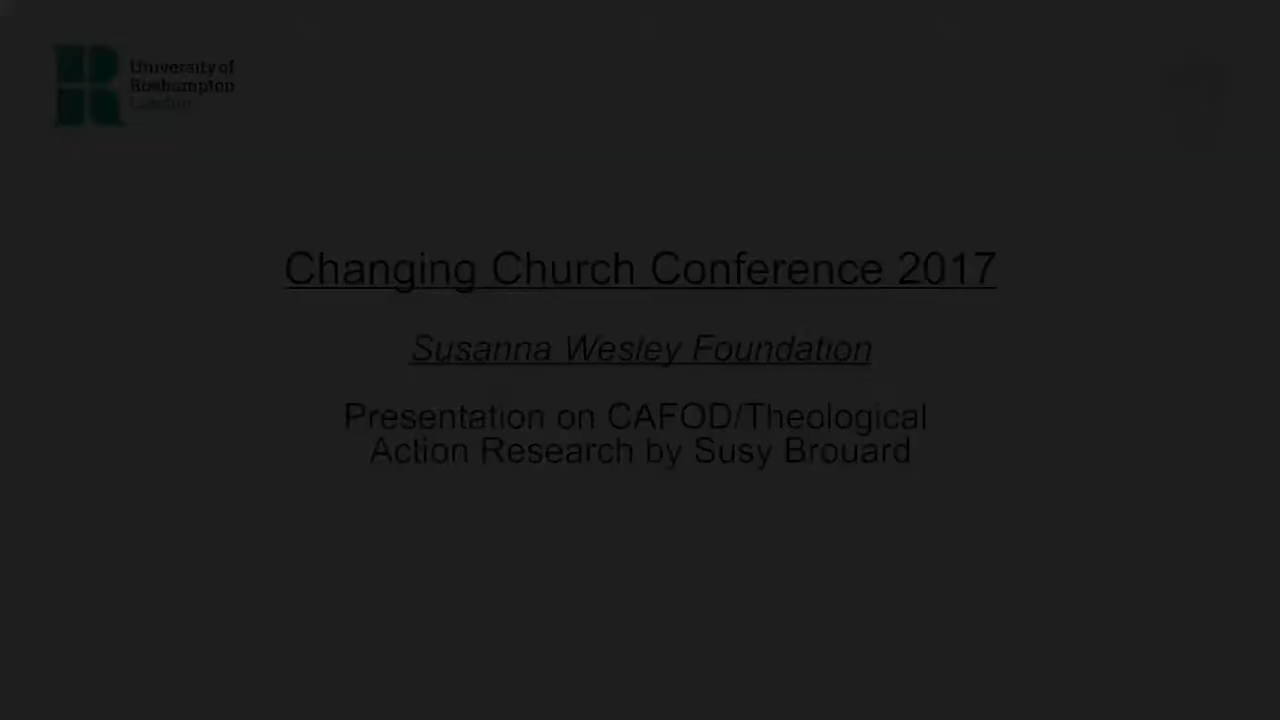 University of
Roehampton
London
Changing Church Conference 2017
Susanna Wesley Foundation
Presentation on CAFOD/Theological
Action Research by Susy Brouard